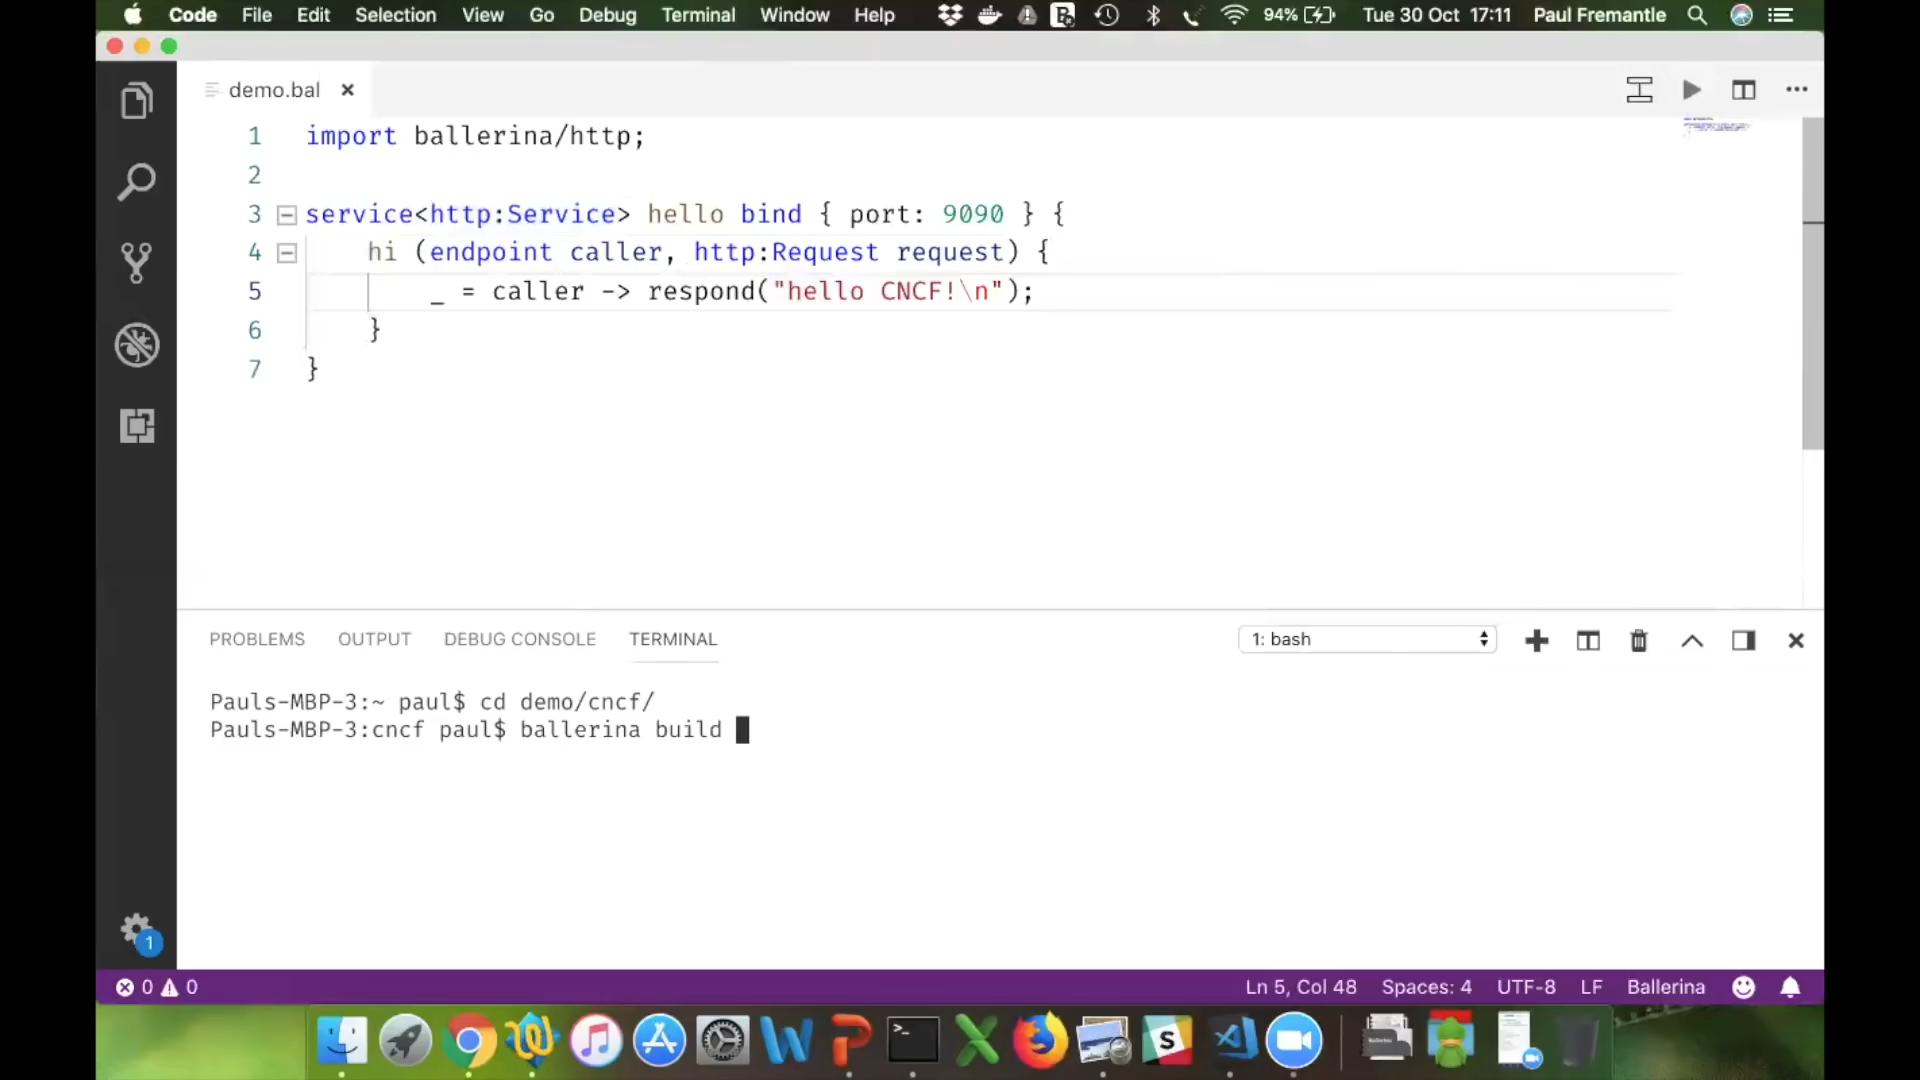 Code File Edit Selection View Go Debug Terminal Window Help 94% Tue 30 Oct 17:11 Paul Fremantle
demo.bal
1 import ballerina/http;
2
3 service<http:Service> hello bind { port: 9090 } {
4 hi (endpoint caller, http:Request request) {
5 _ = caller -> respond("hello CNCF!\n");
6 }
7 }
PROBLEMS OUTPUT DEBUG CONSOLE TERMINAL 1: bash
Pauls-MBP-3:~ paul$ cd demo/cncf/
Pauls-MBP-3:cncf paul$ ballerina build
1
0 0 Ln 5, Col 48 Spaces: 4 UTF-8 LF Ballerina